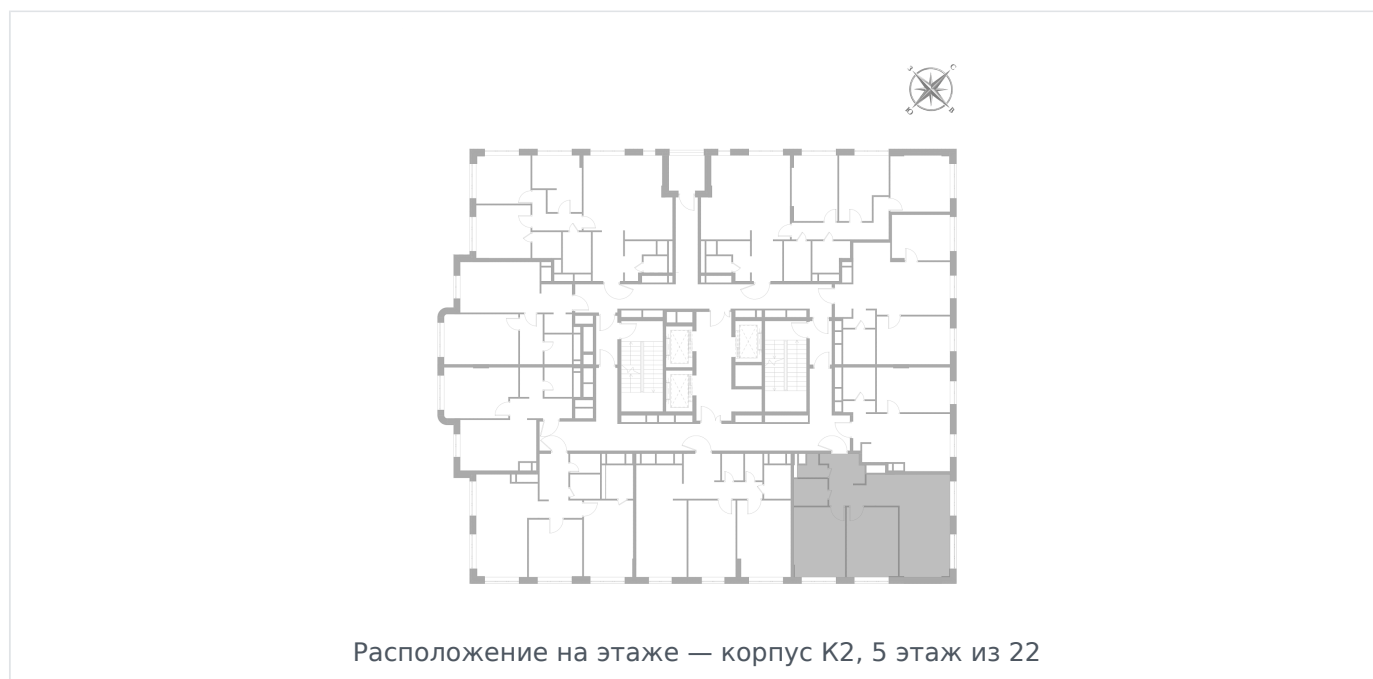 З С
Ю В
Расположение на этаже — корпус К2, 5 этаж из 22